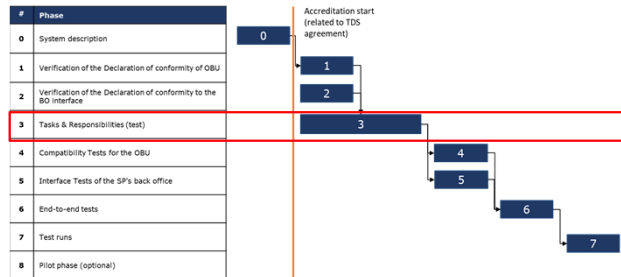 # Phase
Accreditation start
(related to TDS
agreement)
0 System description
0
1 Verification of the Declaration of conformity of OBU
1
2 Verification of the Declaration of conformity to the
BO interface
2
3 Tasks & Responsibilities (test)
3
4 Compatibility Tests for the OBU
4
5 Interface Tests of the SP's back office
5
6 End-to-end tests
6
7 Test runs
7
8 Pilot phase (optional)